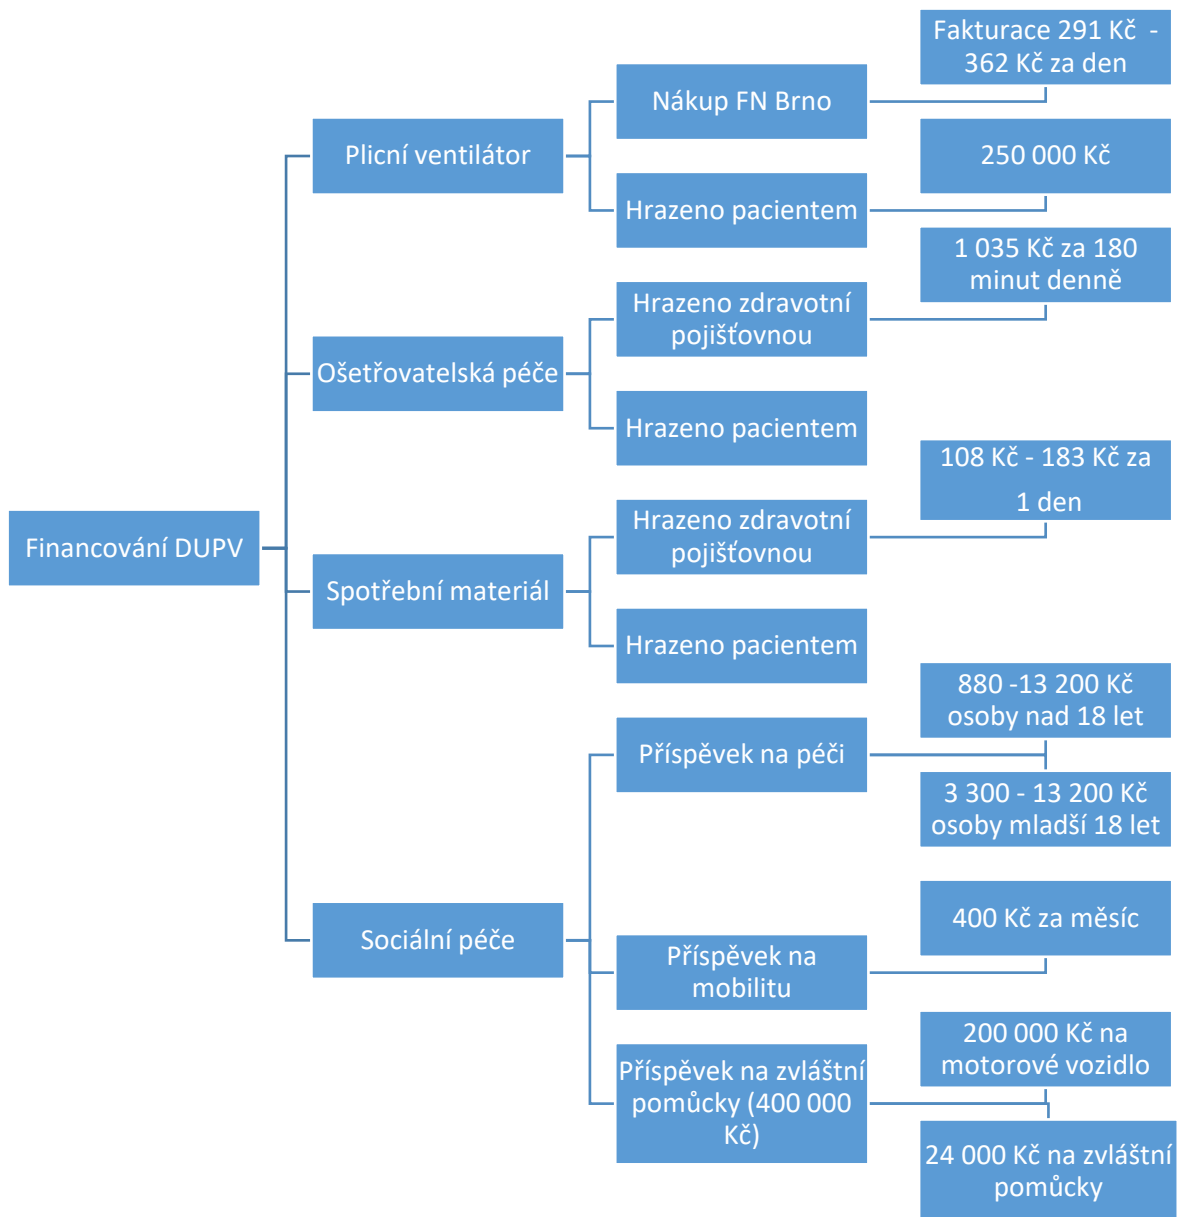 Financování DUPV
Plicní ventilátor
Nákup FN Brno
Fakturace 291 Kč -
362 Kč za den
Hrazeno pacientem
250 000 Kč
Ošetřovatelská péče
Hrazeno zdravotní
pojišťovnou
1 035 Kč za 180
minut denně
Hrazeno pacientem
Spotřební materiál
Hrazeno zdravotní
pojišťovnou
108 Kč - 183 Kč za
1 den
Hrazeno pacientem
Sociální péče
Příspěvek na péči
880 -13 200 Kč
osoby nad 18 let
3 300 - 13 200 Kč
osoby mladší 18 let
Příspěvek na
mobilitu
400 Kč za měsíc
Příspěvek na zvláštní
pomůcky (400 000
Kč)
200 000 Kč na
motorové vozidlo
24 000 Kč na zvláštní
pomůcky